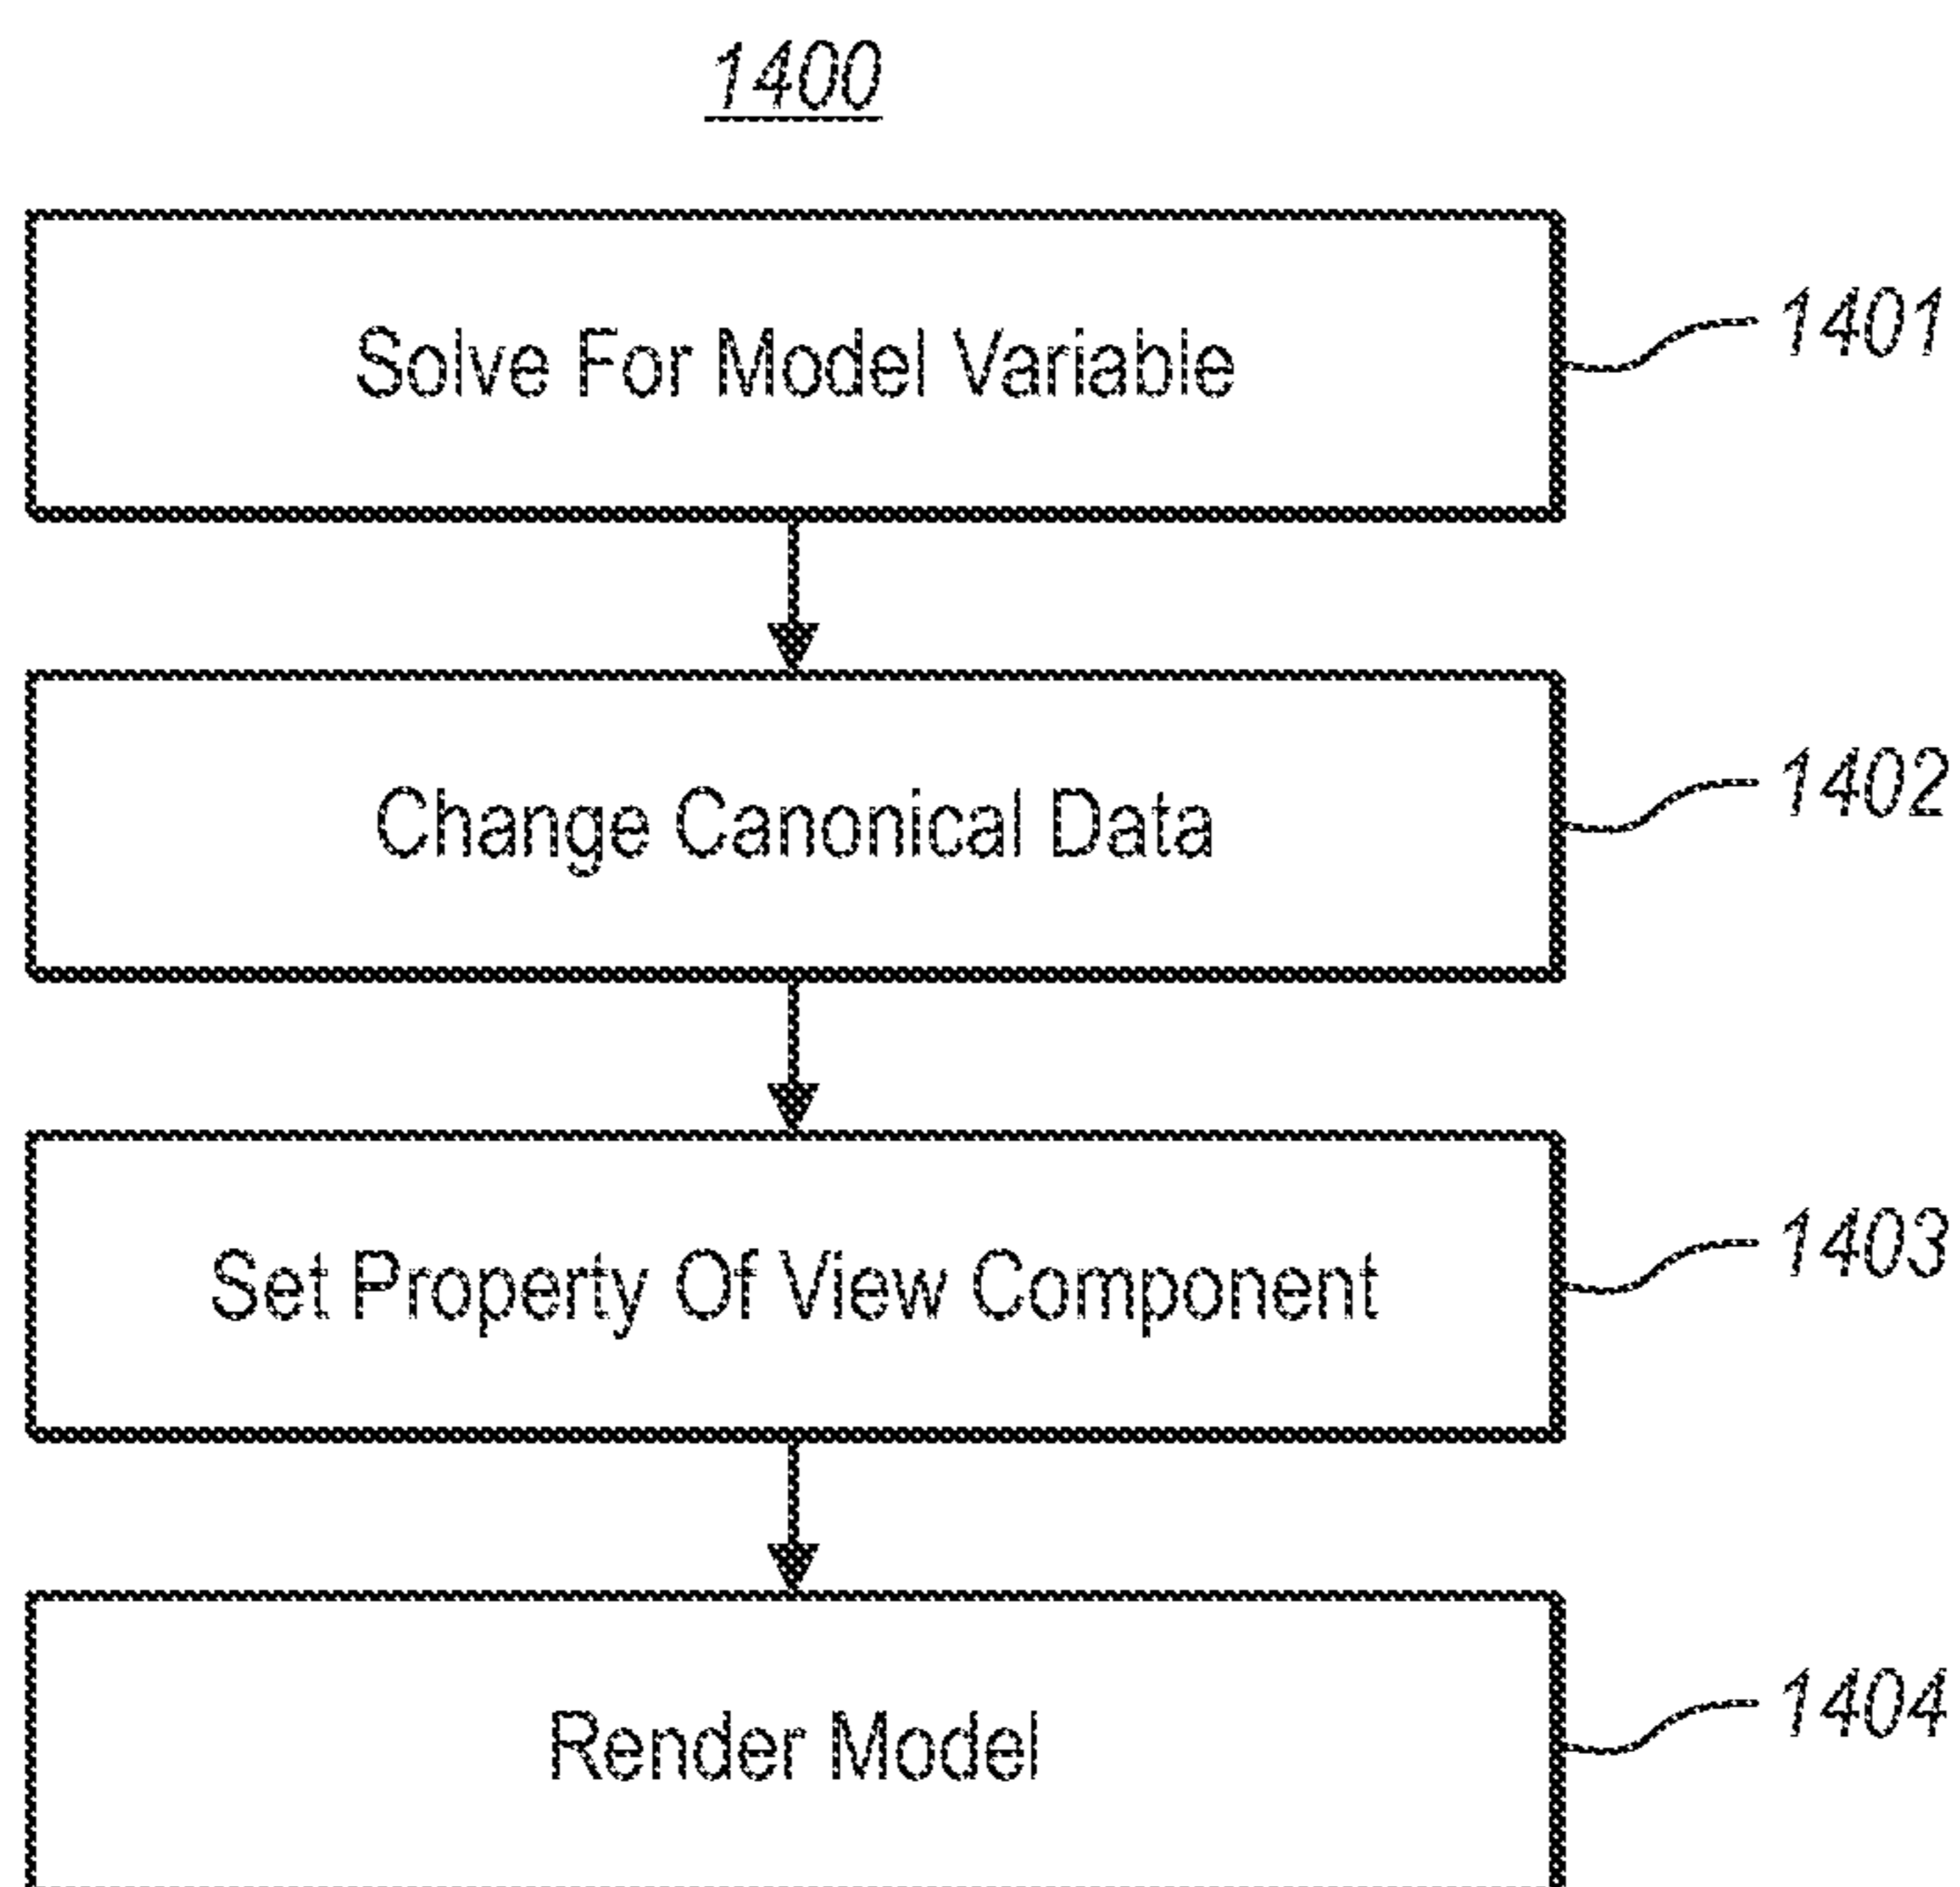 1400
Solve For Model Variable
1401
Change Canonical Data
1402
Set Property Of View Component
1403
Render Model
1404